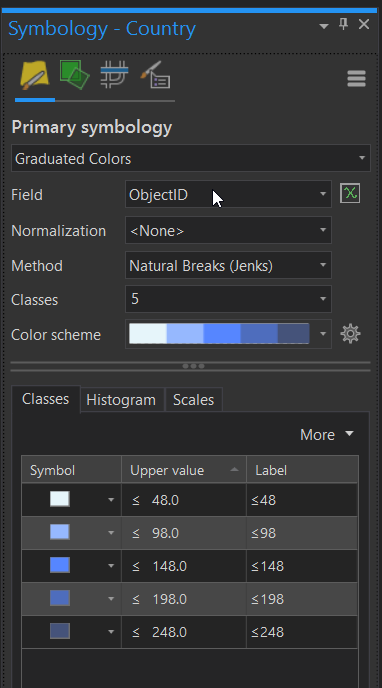 Symbology - Country
Primary symbology
Graduated Colors
Field ObjectID
Normalization <None>
Method Natural Breaks (Jenks)
Classes 5
Color scheme
Classes Histogram Scales
More
Symbol Upper value Label
≤ 48.0 ≤48
≤ 98.0 ≤98
≤ 148.0 ≤148
≤ 198.0 ≤198
≤ 248.0 ≤248